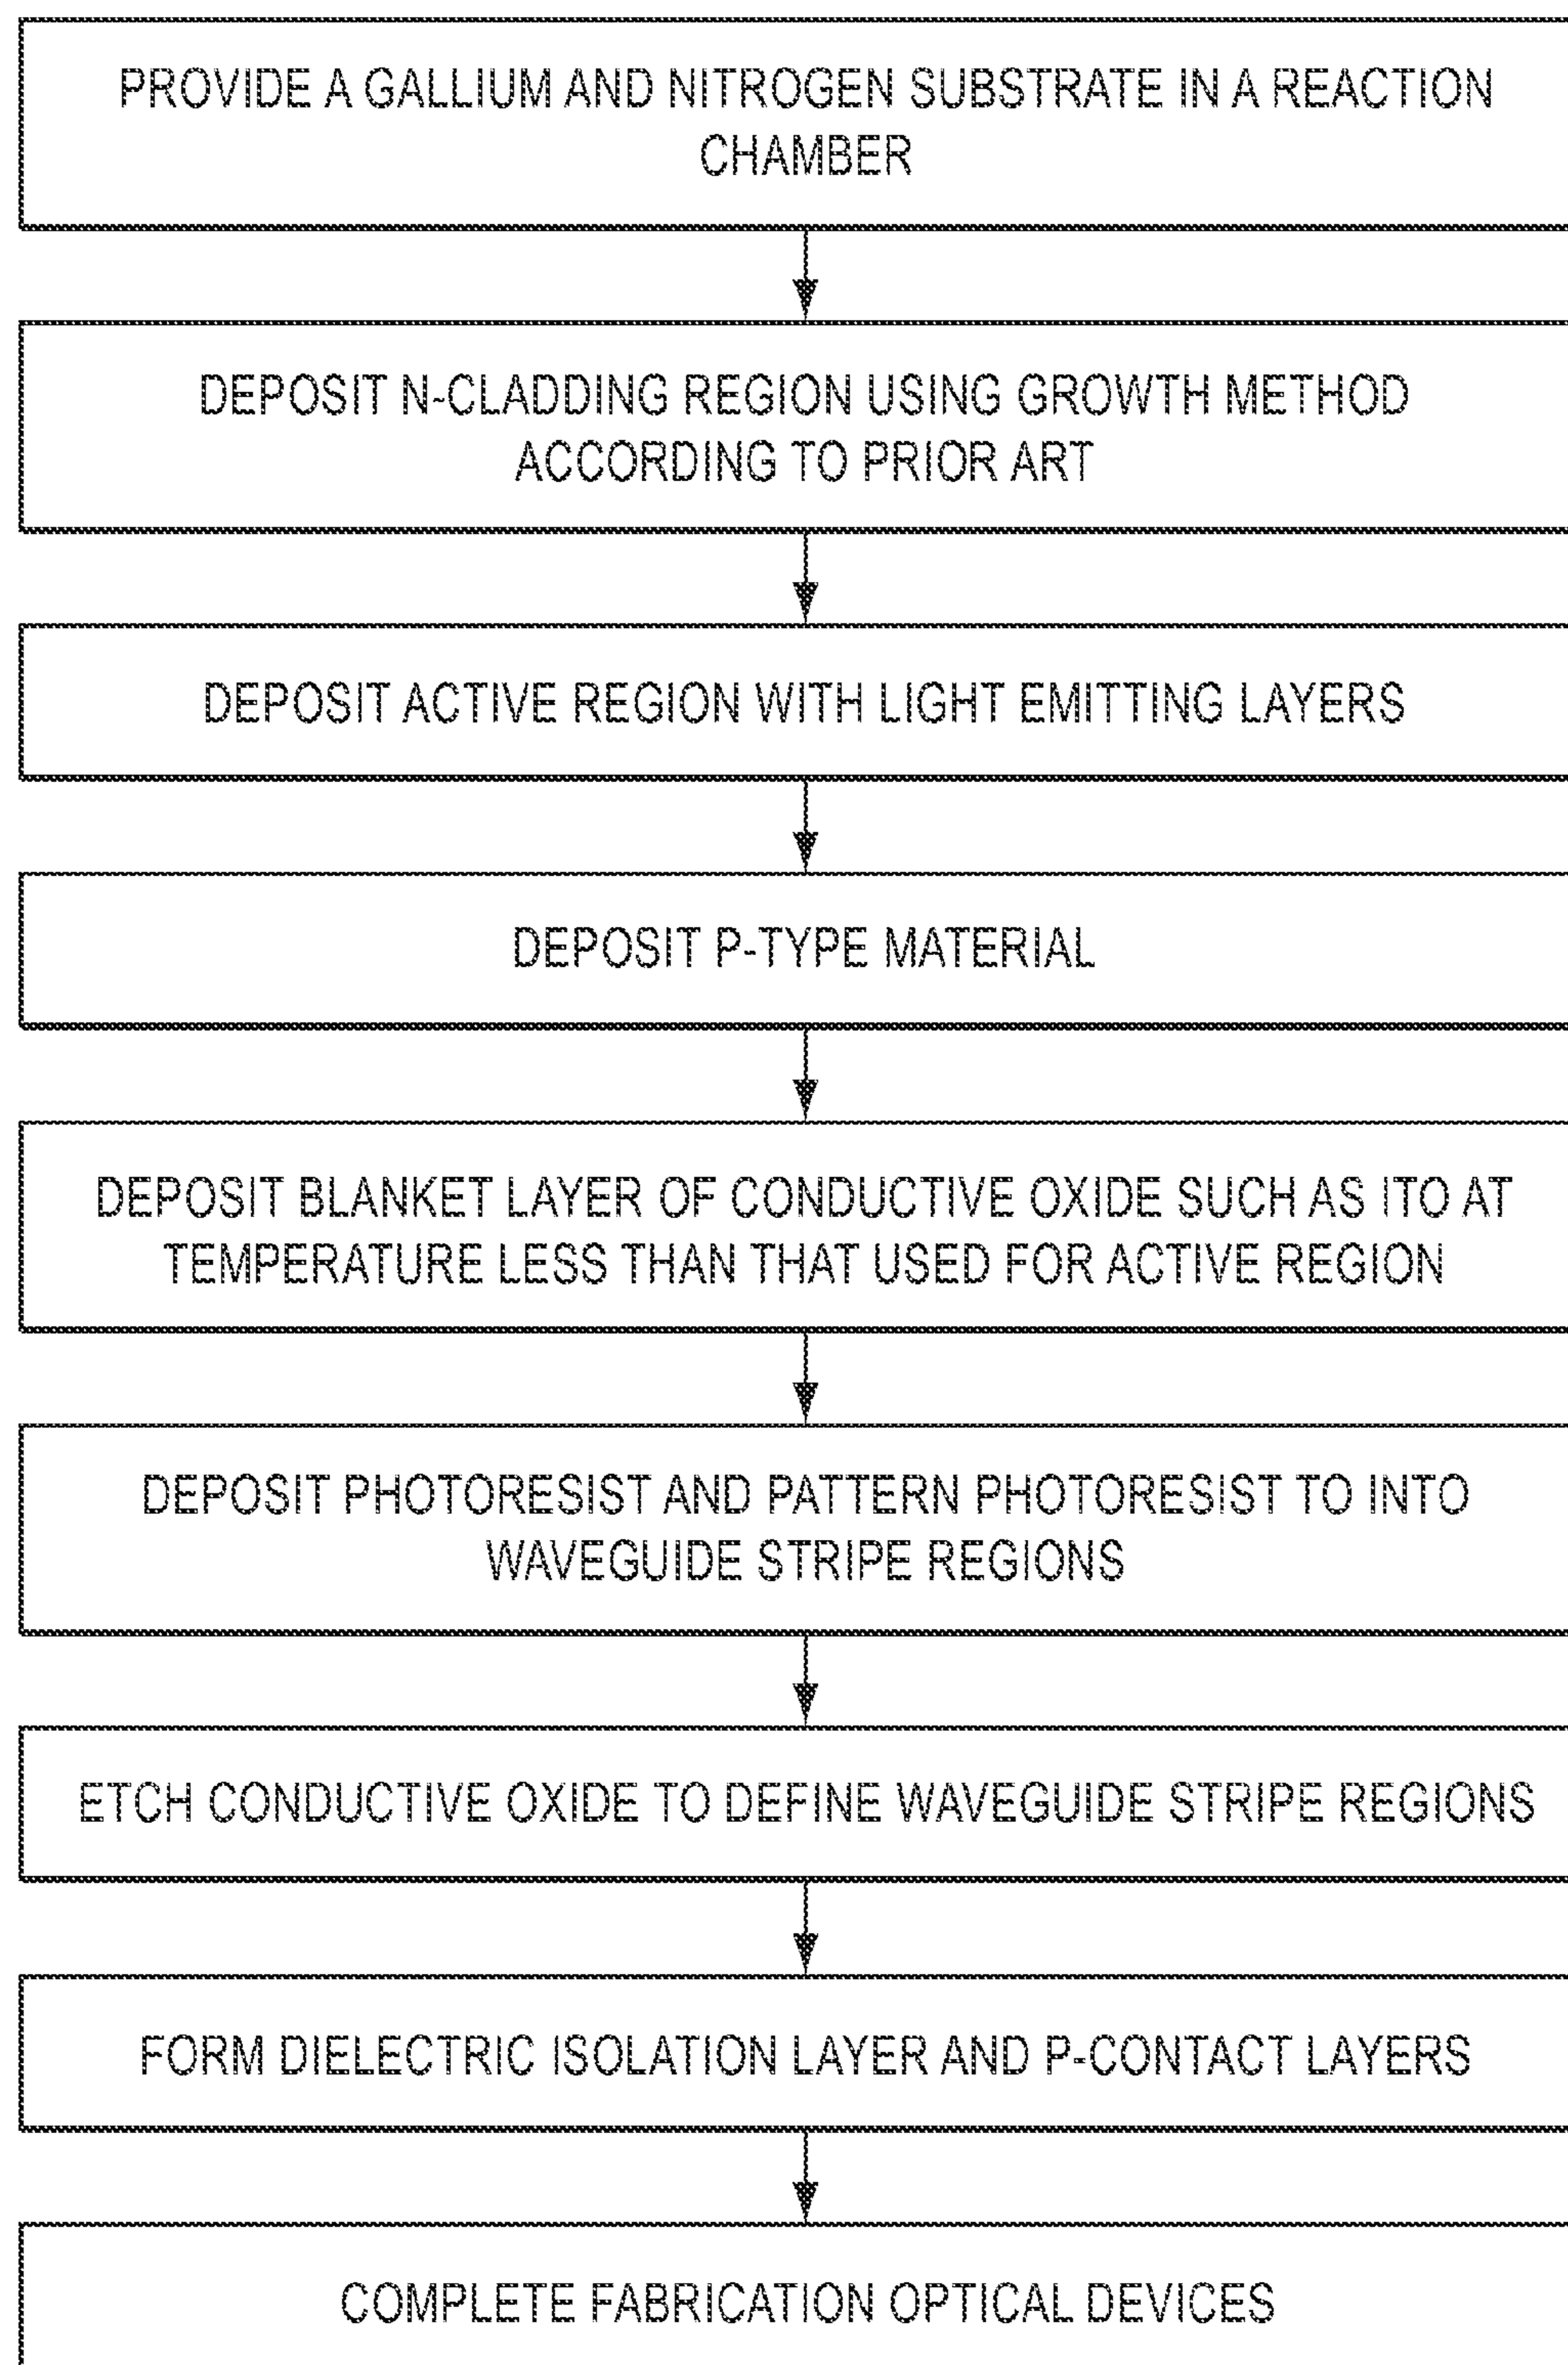 PROVIDE A GALLIUM AND NITROGEN SUBSTRATE IN A REACTION
CHAMBER
DEPOSIT N-CLADDING REGION USING GROWTH METHOD
ACCORDING TO PRIOR ART
DEPOSIT ACTIVE REGION WITH LIGHT EMITTING LAYERS
DEPOSIT P-TYPE MATERIAL
DEPOSIT BLANKET LAYER OF CONDUCTIVE OXIDE SUCH AS ITO AT
TEMPERATURE LESS THAN THAT USED FOR ACTIVE REGION
DEPOSIT PHOTORESIST AND PATTERN PHOTORESIST TO INTO
WAVEGUIDE STRIPE REGIONS
ETCH CONDUCTIVE OXIDE TO DEFINE WAVEGUIDE STRIPE REGIONS
FORM DIELECTRIC ISOLATION LAYER AND P-CONTACT LAYERS
COMPLETE FABRICATION OPTICAL DEVICES